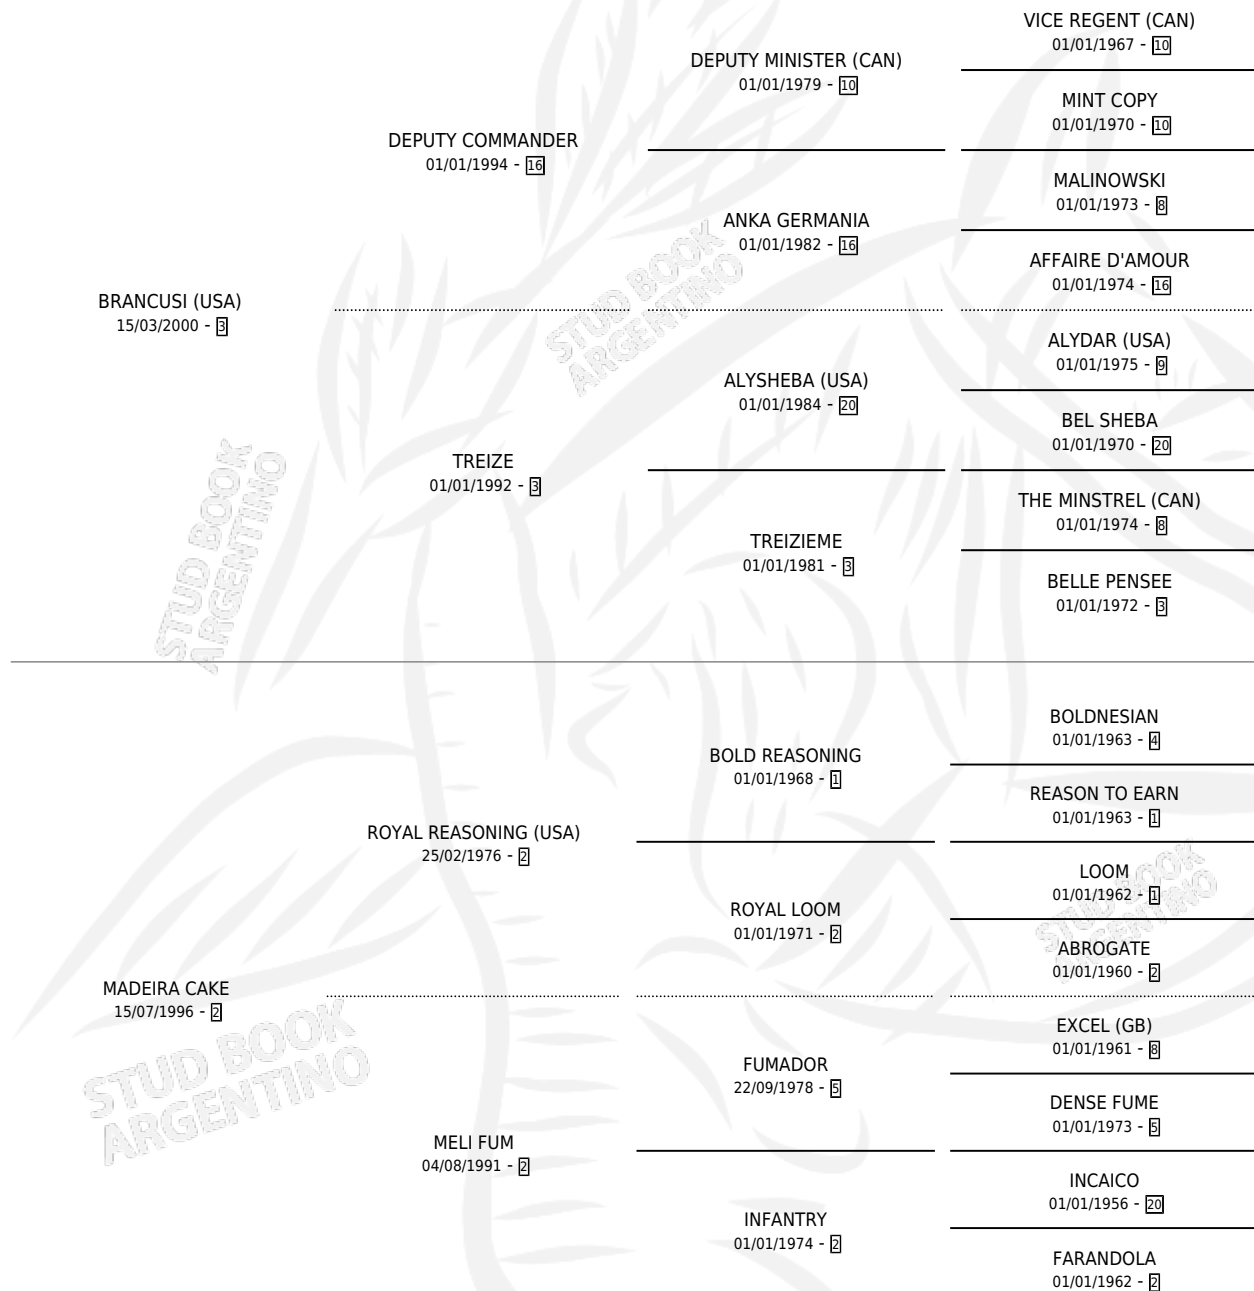 VICE REGENT (CAN)
01/01/1967 - 10
DEPUTY MINISTER (CAN)
01/01/1979 - 10
MINT COPY
01/01/1970 - 10
DEPUTY COMMANDER
01/01/1994 - 16
MALINOWSKI
01/01/1973 - 8
ANKA GERMANIA
01/01/1982 - 16
AFFAIRE D'AMOUR
01/01/1974 - 16
BRANCUSI (USA)
15/03/2000 - 3
ALYDAR (USA)
01/01/1975 - 9
ALYSHEBA (USA)
01/01/1984 - 20
BEL SHEBA
01/01/1970 - 20
TREIZE
01/01/1992 - 3
THE MINSTREL (CAN)
01/01/1974 - 8
TREIZIEME
01/01/1981 - 3
BELLE PENSEE
01/01/1972 - 3
BOLDNESIAN
01/01/1963 - 4
BOLD REASONING
01/01/1968 - 1
REASON TO EARN
01/01/1963 - 1
ROYAL REASONING (USA)
25/02/1976 - 2
LOOM
01/01/1962 - 1
ROYAL LOOM
01/01/1971 - 2
ABROGATE
01/01/1960 - 2
MADEIRA CAKE
15/07/1996 - 2
EXCEL (GB)
01/01/1961 - 8
FUMADOR
22/09/1978 - 5
DENSE FUME
01/01/1973 - 5
MELI FUM
04/08/1991 - 2
INCAICO
01/01/1956 - 20
INFANTRY
01/01/1974 - 2
FARANDOLA
01/01/1962 - 2
STUD BOOK
ARGENTINO
STUD BOOK
ARGENTINO
STUD BOOK
ARGENTINO
STUD BOOK
ARGENTINO